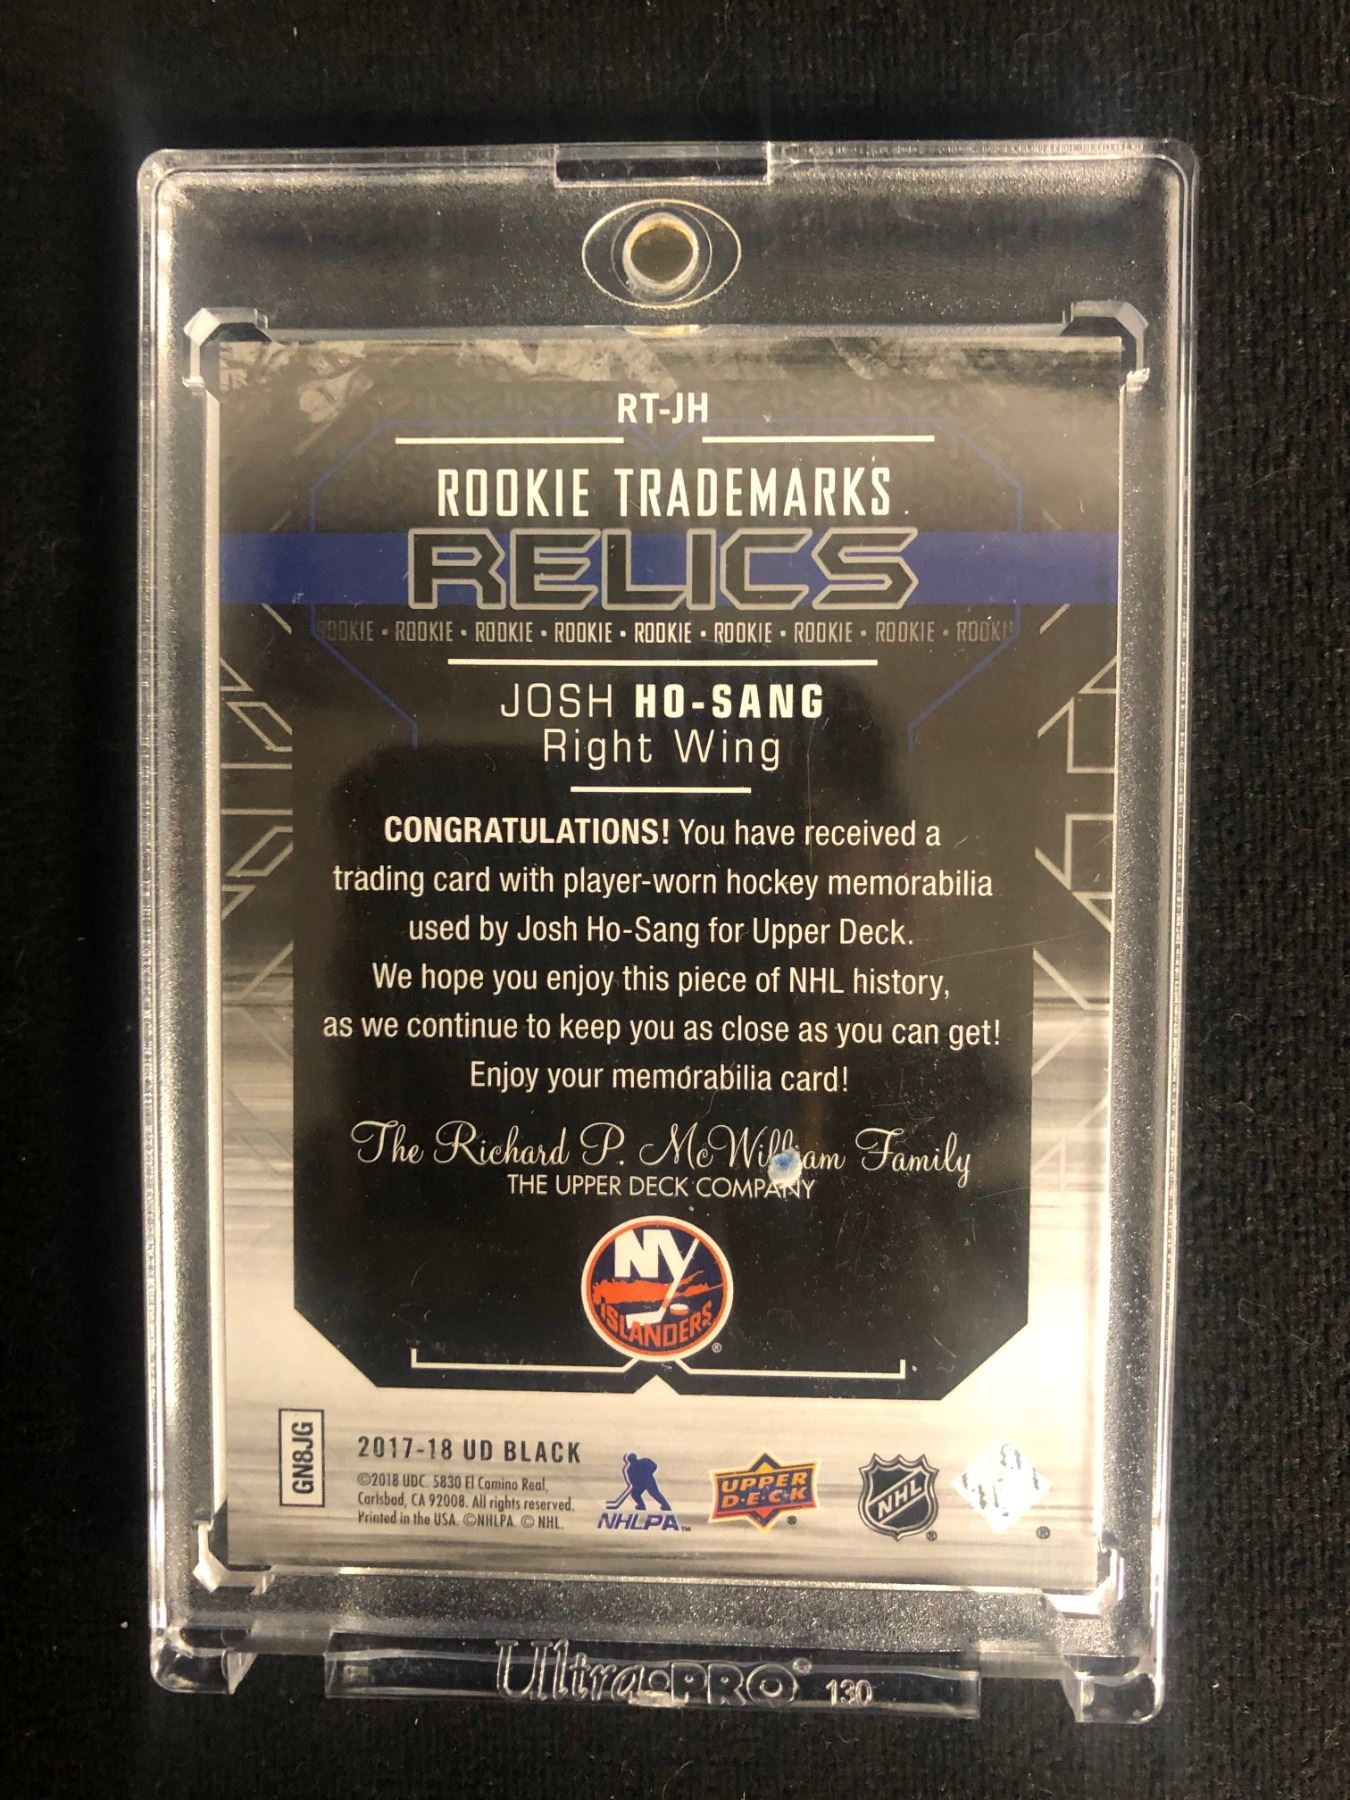 RT-JH
ROOKIE TRADEMARKS
RELICS
ROOKIE • ROOKIE • ROOKIE • ROOKIE • ROOKIE • ROOKIE • ROOKIE • ROOKIE • ROOKI
JOSH HO-SANG
Right Wing
CONGRATULATIONS! You have received a
trading card with player-worn hockey memorabilia
used by Josh Ho-Sang for Upper Deck.
We hope you enjoy this piece of NHL history,
as we continue to keep you as close as you can get!
Enjoy your memorabilia card!
The Richard P. McWilliam Family
THE UPPER DECK COMPANY
NY
ISLANDERS
®
GN8JG
2017-18 UD BLACK
©2018 UDC. 5830 El Camino Real,
Carlsbad, CA 92008. All rights reserved.
Printed in the USA. ©NHLPA © NHL.
NHLPA™
UPPER
D•E•C•K
®
NHL
®
®
Ultra•PRO® 130